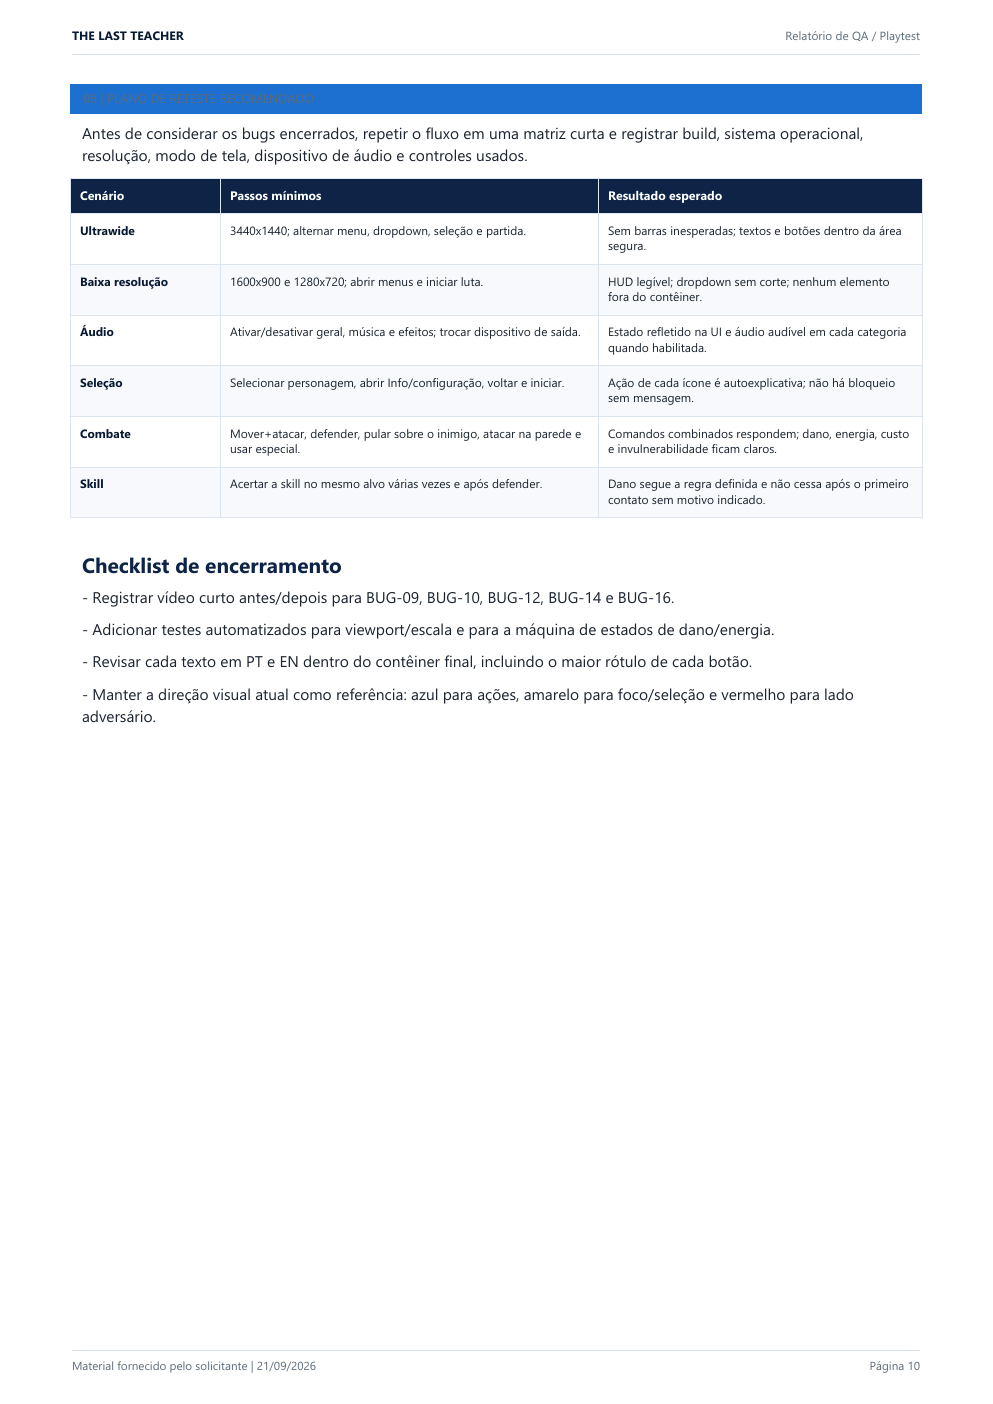 THE LAST TEACHER
Relatório de QA / Playtest
PLANO DE RETESTE RECOMENDADO
Antes de considerar os bugs encerrados, repetir o fluxo em uma matriz curta e registrar build, sistema operacional,
resolução, modo de tela, dispositivo de áudio e controles usados.
Cenário
Passos mínimos
Resultado esperado
Ultrawide
3440x1440; alternar menu, dropdown, seleção e partida.
Sem barras inesperadas; textos e botões dentro da área
segura.
Baixa resolução
1600x900 e 1280x720; abrir menus e iniciar luta.
HUD legível; dropdown sem corte; nenhum elemento
fora do contêiner.
Áudio
Ativar/desativar geral, música e efeitos; trocar dispositivo de saída.
Estado refletido na UI e áudio audível em cada categoria
quando habilitada.
Seleção
Selecionar personagem, abrir Info/configuração, voltar e iniciar.
Ação de cada ícone é autoexplicativa; não há bloqueio
sem mensagem.
Combate
Mover+atacar, defender, pular sobre o inimigo, atacar na parede e
usar especial.
Comandos combinados respondem; dano, energia, custo
e invulnerabilidade ficam claros.
Skill
Acertar a skill no mesmo alvo várias vezes e após defender.
Dano segue a regra definida e não cessa após o primeiro
contato sem motivo indicado.
Checklist de encerramento
- Registrar vídeo curto antes/depois para BUG-09, BUG-10, BUG-12, BUG-14 e BUG-16.
- Adicionar testes automatizados para viewport/escala e para a máquina de estados de dano/energia.
- Revisar cada texto em PT e EN dentro do contêiner final, incluindo o maior rótulo de cada botão.
- Manter a direção visual atual como referência: azul para ações, amarelo para foco/seleção e vermelho para lado
adversário.
Material fornecido pelo solicitante | 21/09/2026
Página 10